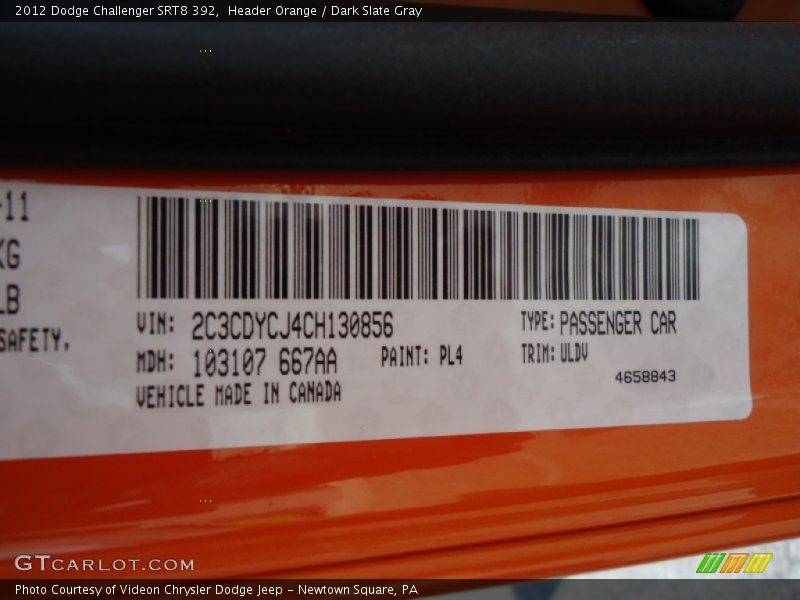 2012 Dodge Challenger SRT8 392, Header Orange / Dark Slate Gray
-11
KG
LB
SAFETY,
VIN: 2C3CDYCJ4CH130856
TYPE: PASSENGER CAR
MDH: 103107 667AA
PAINT: PL4
TRIM: ULDV
VEHICLE MADE IN CANADA
4658843
GTCARLOT.COM
Photo Courtesy of Videon Chrysler Dodge Jeep - Newtown Square, PA